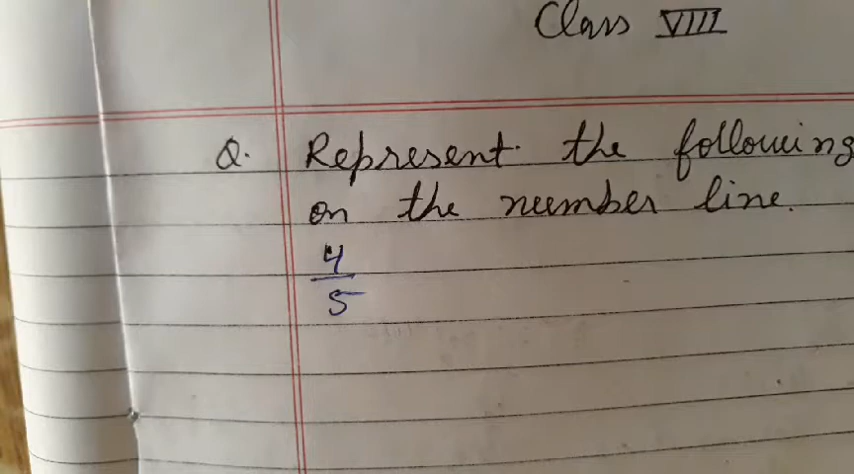 Class VIII
Q. Represent the following
on the number line.
4
5